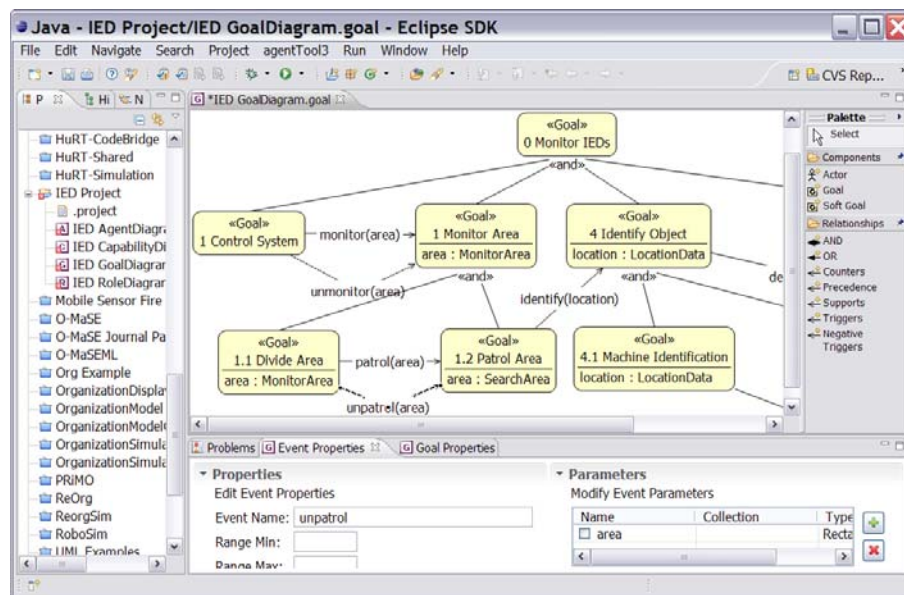 Java - IED Project/IED GoalDiagram.goal - Eclipse SDK
File Edit Navigate Search Project agentTool3 Run Window Help
CVS Rep...
P Hi N
*IED GoalDiagram.goal
HuRT-CodeBridge
HuRT-Shared
HuRT-Simulation
IED Project
.project
IED AgentDiagra
IED CapabilityDi
IED GoalDiagrar
IED RoleDiagran
Mobile Sensor Fire
O-MaSE
O-MaSE Journal Pa
O-MaSEML
Org Example
OrganizationDisplay
OrganizationModel
OrganizationModel
OrganizationSimula
OrganizationSimula
PRiMO
ReOrg
ReorgSim
RoboSim
UML Examples
«Goal»
0 Monitor IEDs
«and»
«Goal»
1 Control System
monitor(area)
unmonitor(area)
«Goal»
1 Monitor Area
area : MonitorArea
«and»
«Goal»
4 Identify Object
location : LocationData
«and»
de
identify(location)
«Goal»
1.1 Divide Area
area : MonitorArea
patrol(area)
unpatrol(area)
«Goal»
1.2 Patrol Area
area : SearchArea
«Goal»
4.1 Machine Identification
location : LocationData
Palette
Select
Components
Actor
Goal
Soft Goal
Relationships
AND
OR
Counters
Precedence
Supports
Triggers
Negative
Triggers
Problems Event Properties Goal Properties
Properties
Edit Event Properties
Event Name: unpatrol
Range Min:
Range Max:
Parameters
Modify Event Parameters
Name Collection Type
area Recta